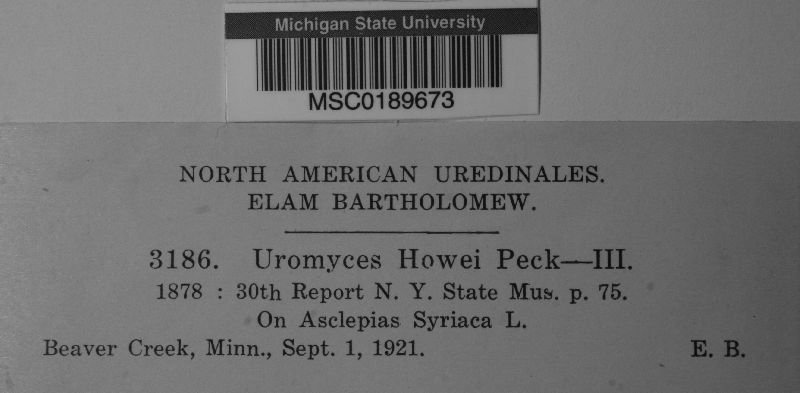 Michigan State University
MSC0189673
NORTH AMERICAN UREDINALES.
ELAM BARTHOLOMEW.
3186. Uromyces Howei Peck—III.
1878 : 30th Report N. Y. State Mus. p. 75.
On Asclepias Syriaca L.
Beaver Creek, Minn., Sept. 1, 1921. E. B.